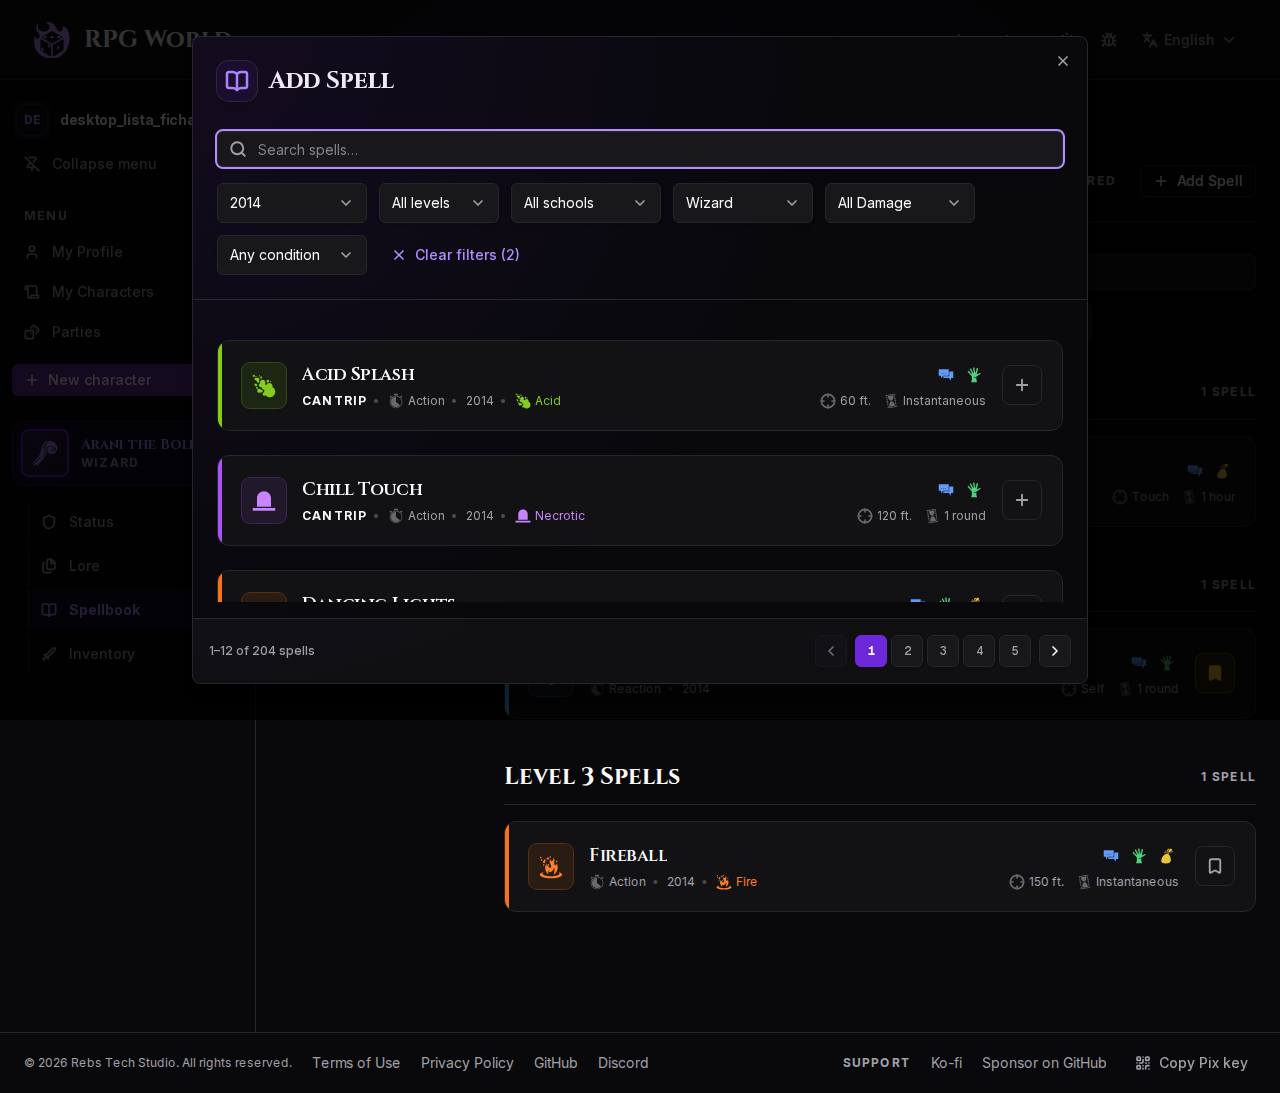 RPG World
English
Add Spell
DE
desktop_lista_ficha
Search spells...
Collapse menu
RED
Add Spell
2014
All levels
All schools
Wizard
All Damage
MENU
My Profile
Any condition
Clear filters (2)
My Characters
Parties
New character
Acid Splash
CANTRIP • Action • 2014 • Acid
60 ft.
Instantaneous
1 SPELL
WIZARD
Chill Touch
CANTRIP • Action • 2014 • Necrotic
120 ft.
1 round
Touch
1 hour
Status
Lore
Dancing Lights
1 SPELL
Spellbook
Inventory
1–12 of 204 spells
1
2
3
4
5
Reaction • 2014
Self
1 round
Level 3 Spells
1 SPELL
Fireball
Action • 2014 • Fire
150 ft.
Instantaneous
© 2026 Rebs Tech Studio. All rights reserved.
Terms of Use
Privacy Policy
GitHub
Discord
SUPPORT
Ko-fi
Sponsor on GitHub
Copy Pix key